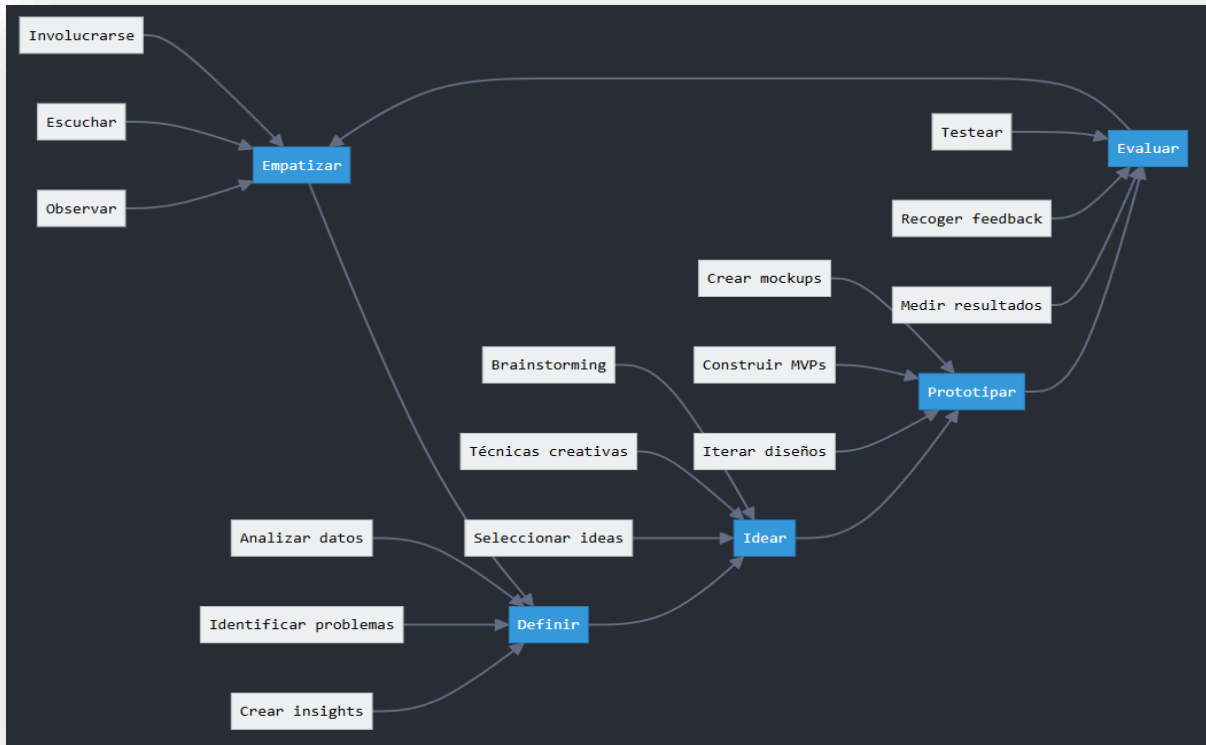 Involucrarse
Escuchar
Observar
Empatizar
Testear
Evaluar
Recoger feedback
Crear mockups
Medir resultados
Brainstorming
Construir MVPs
Prototipar
Técnicas creativas
Iterar diseños
Analizar datos
Seleccionar ideas
Idear
Identificar problemas
Definir
Crear insights